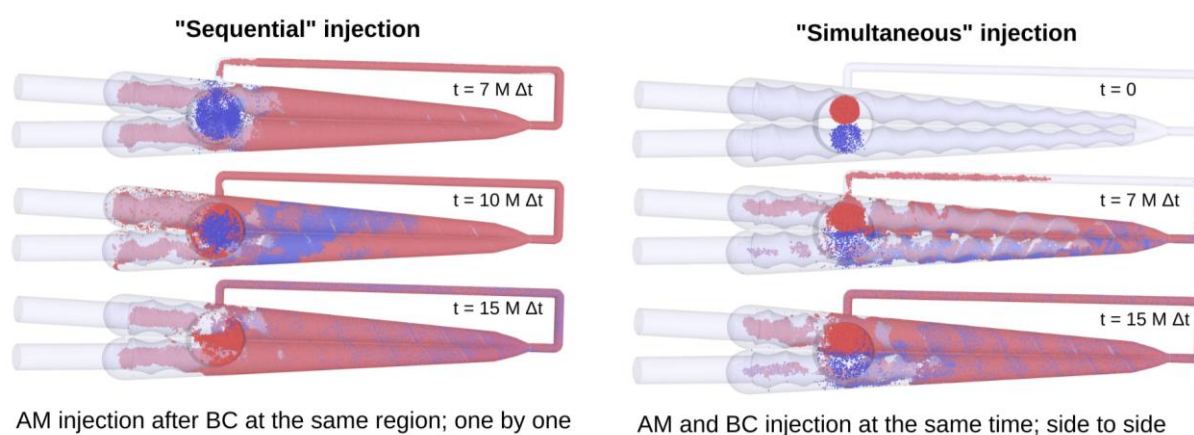 "Sequential" injection
t = 7 M Δt
t = 10 M Δt
t = 15 M Δt
AM injection after BC at the same region; one by one
"Simultaneous" injection
t = 0
t = 7 M Δt
t = 15 M Δt
AM and BC injection at the same time; side to side